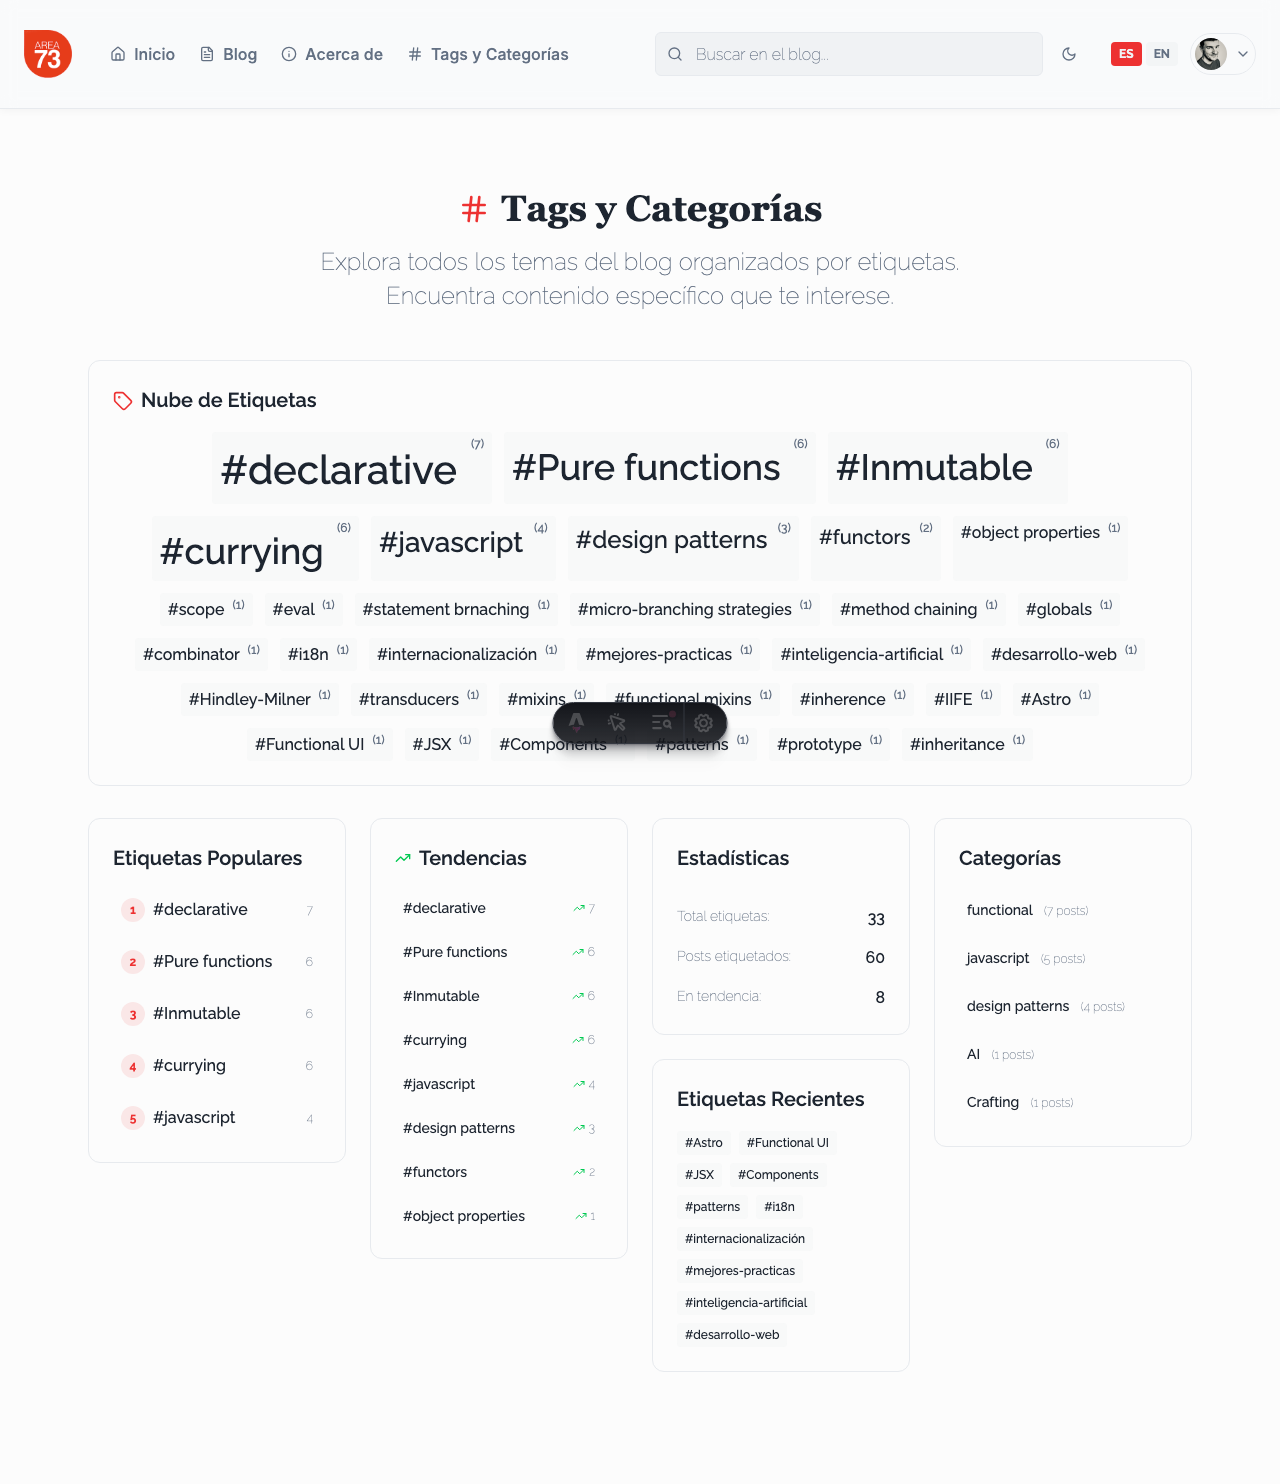 AREA
73
Inicio
Blog
Acerca de
Tags y Categorías
Buscar en el blog...
ES
EN
# Tags y Categorías
Explora todos los temas del blog organizados por etiquetas.
Encuentra contenido específico que te interese.
Nube de Etiquetas
#declarative (7) #Pure functions (6) #Inmutable (6)
#currying (6) #javascript (4) #design patterns (3) #functors (2) #object properties (1)
#scope (1) #eval (1) #statement brnaching (1) #micro-branching strategies (1) #method chaining (1) #globals (1)
#combinator (1) #i18n (1) #internacionalización (1) #mejores-practicas (1) #inteligencia-artificial (1) #desarrollo-web (1)
#Hindley-Milner (1) #transducers (1) #mixins (1) #functional mixins (1) #inherence (1) #IIFE (1) #Astro (1)
#Functional UI (1) #JSX (1) #Components (1) #patterns (1) #prototype (1) #inheritance (1)
Etiquetas Populares
1 #declarative 7
2 #Pure functions 6
3 #Inmutable 6
4 #currying 6
5 #javascript 4
Tendencias
#declarative 7
#Pure functions 6
#Inmutable 6
#currying 6
#javascript 4
#design patterns 3
#functors 2
#object properties 1
Estadísticas
Total etiquetas: 33
Posts etiquetados: 60
En tendencia: 8
Etiquetas Recientes
#Astro #Functional UI
#JSX #Components
#patterns #i18n
#internacionalización
#mejores-practicas
#inteligencia-artificial
#desarrollo-web
Categorías
functional (7 posts)
javascript (5 posts)
design patterns (4 posts)
AI (1 posts)
Crafting (1 posts)